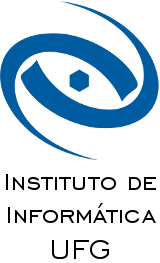 Instituto de
Informática
UFG